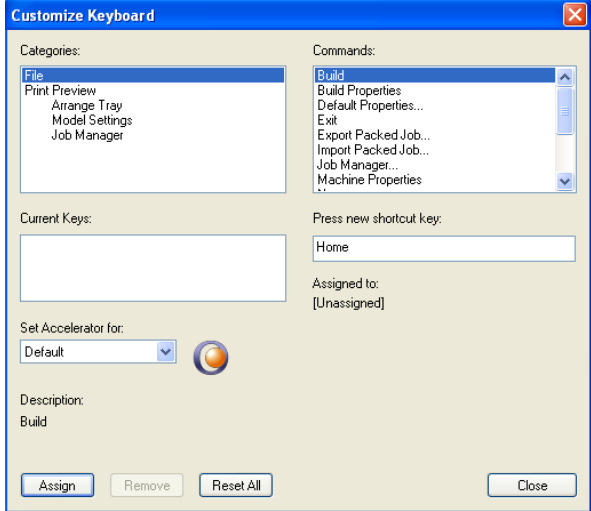 Customize Keyboard
Categories:
File
Print Preview
Arrange Tray
Model Settings
Job Manager
Commands:
Build
Build Properties
Default Properties...
Exit
Export Packed Job...
Import Packed Job...
Job Manager...
Machine Properties
Current Keys:
Press new shortcut key:
Home
Assigned to:
[Unassigned]
Set Accelerator for:
Default
Description:
Build
Assign
Remove
Reset All
Close